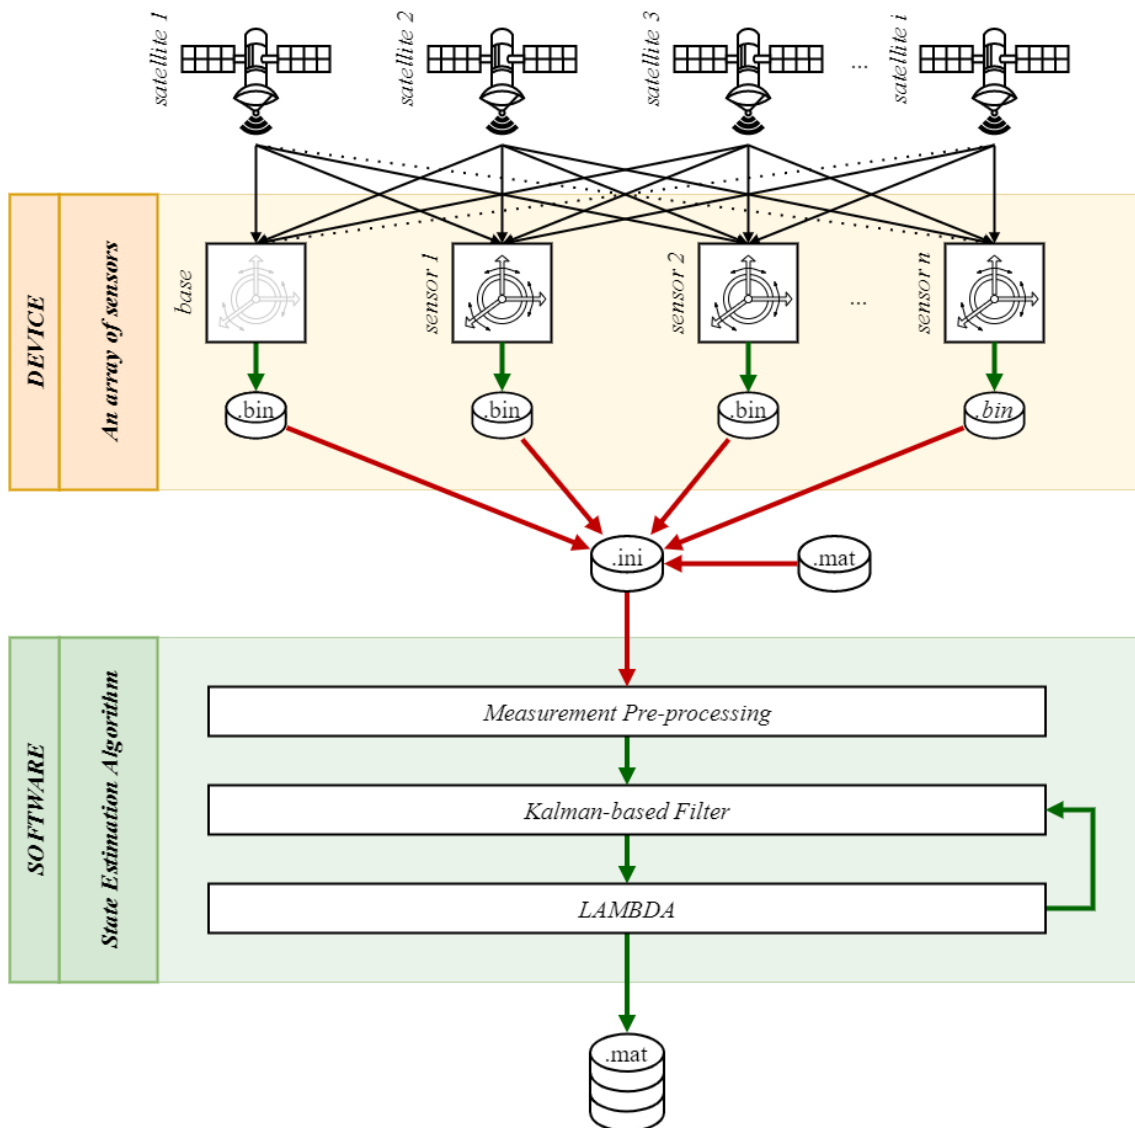 satellite 1
satellite 2
satellite 3
...
satellite i
DEVICE
An array of sensors
base
sensor 1
sensor 2
...
sensor n
.bin
.bin
.bin
.bin
.ini
.mat
SOFTWARE
State Estimation Algorithm
Measurement Pre-processing
Kalman-based Filter
LAMBDA
.mat